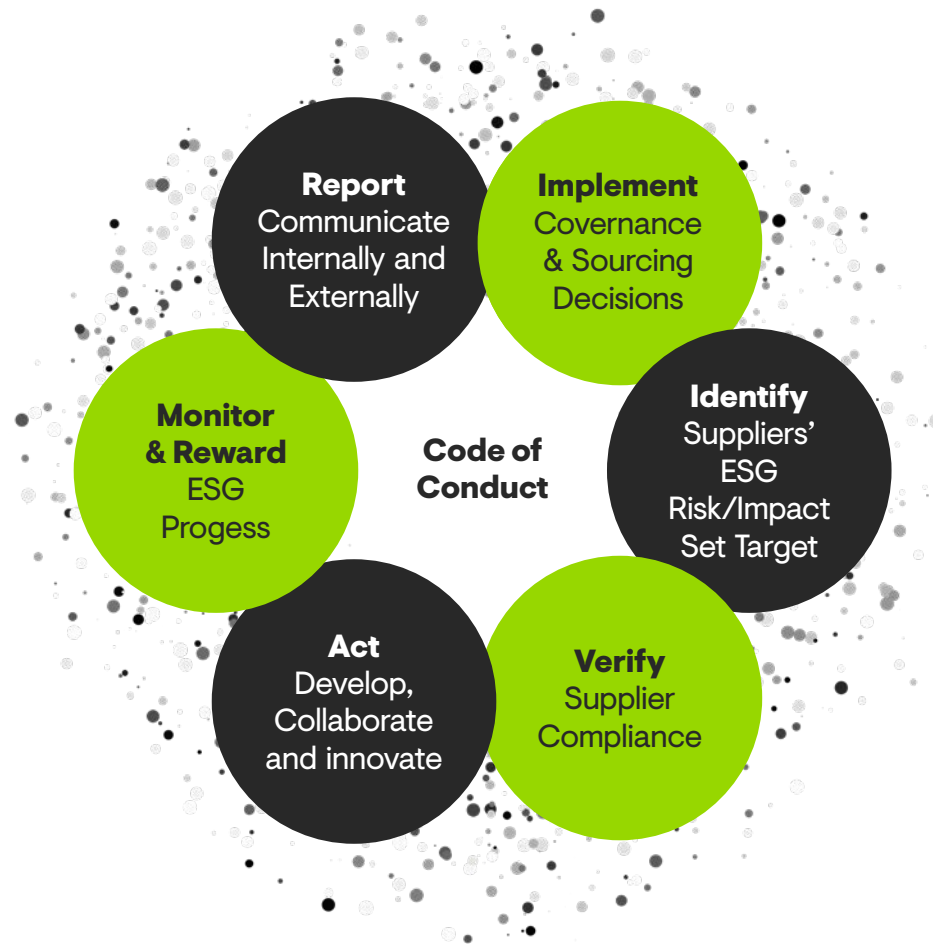 Report
Communicate
Internally and
Externally
Implement
Covernance
& Sourcing
Decisions
Identify
Suppliers’
ESG
Risk/Impact
Set Target
Verify
Supplier
Compliance
Act
Develop,
Collaborate
and innovate
Monitor
& Reward
ESG
Progess
Code of
Conduct